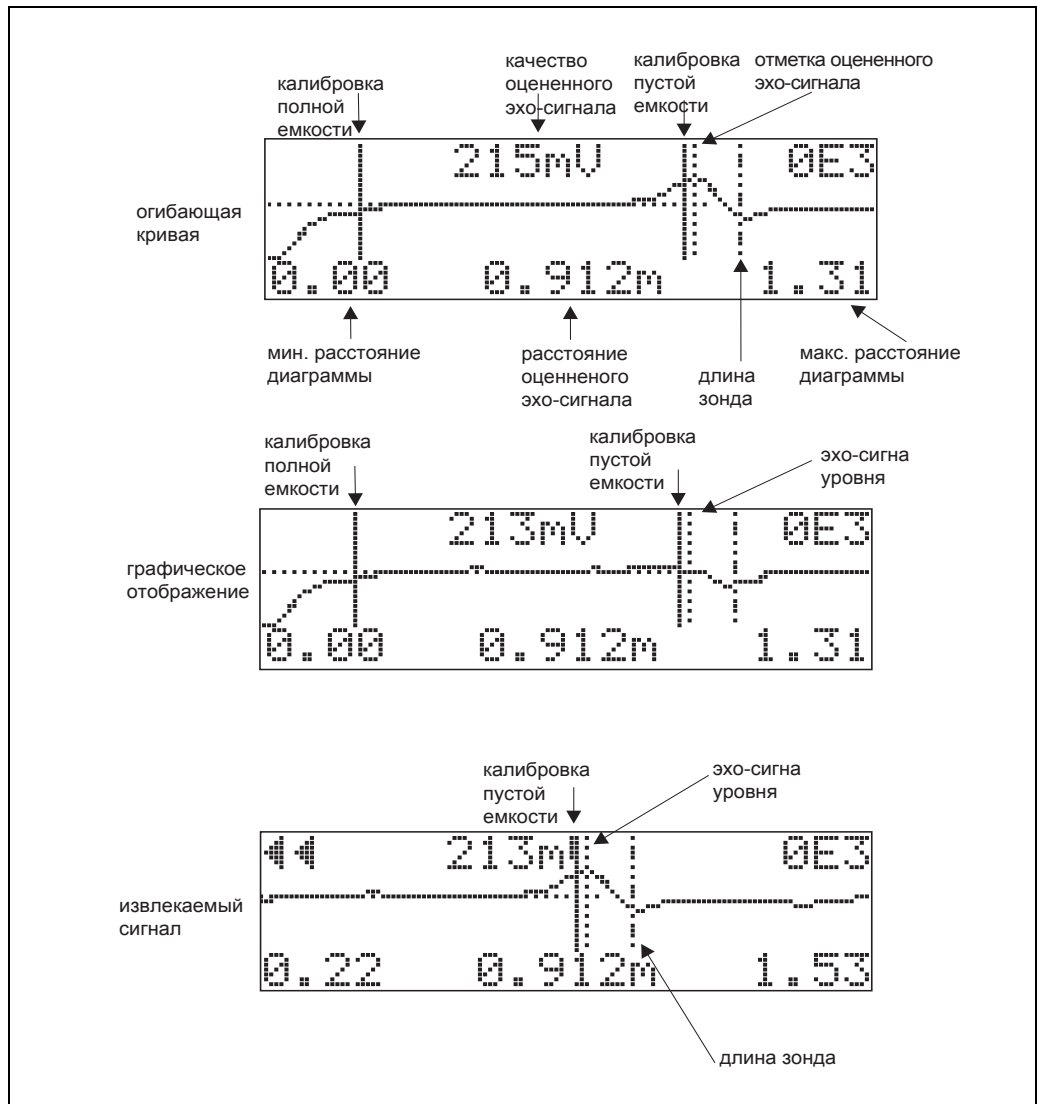 калибровка
полной
емкости
качество
оцененного
эхо-сигнала
калибровка
пустой
емкости
отметка оцененного
эхо-сигнала
огибающая
кривая
215mV
0E3
0.00
0.912m
1.31
мин. расстояние
диаграммы
расстояние
оценненого
эхо-сигнала
длина
зонда
макс. расстояние
диаграммы
калибровка
полной
емкости
калибровка
пустой
емкости
эхо-сигна
уровня
графическое
отображение
213mV
0E3
0.00
0.912m
1.31
калибровка
пустой
емкости
эхо-сигна
уровня
извлекаемый
сигнал
213m
0E3
0.22
0.912m
1.53
длина зонда